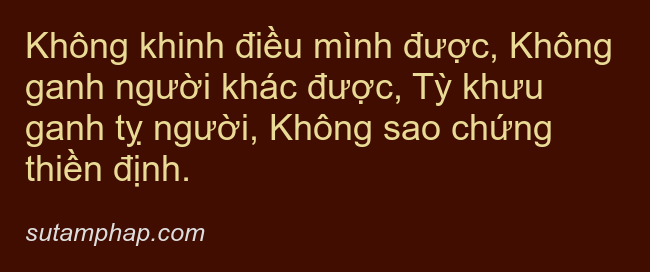 Không khinh điều mình được, Không
ganh người khác được, Tỳ khưu
ganh tỵ người, Không sao chứng
thiền định.
sutamphap.com